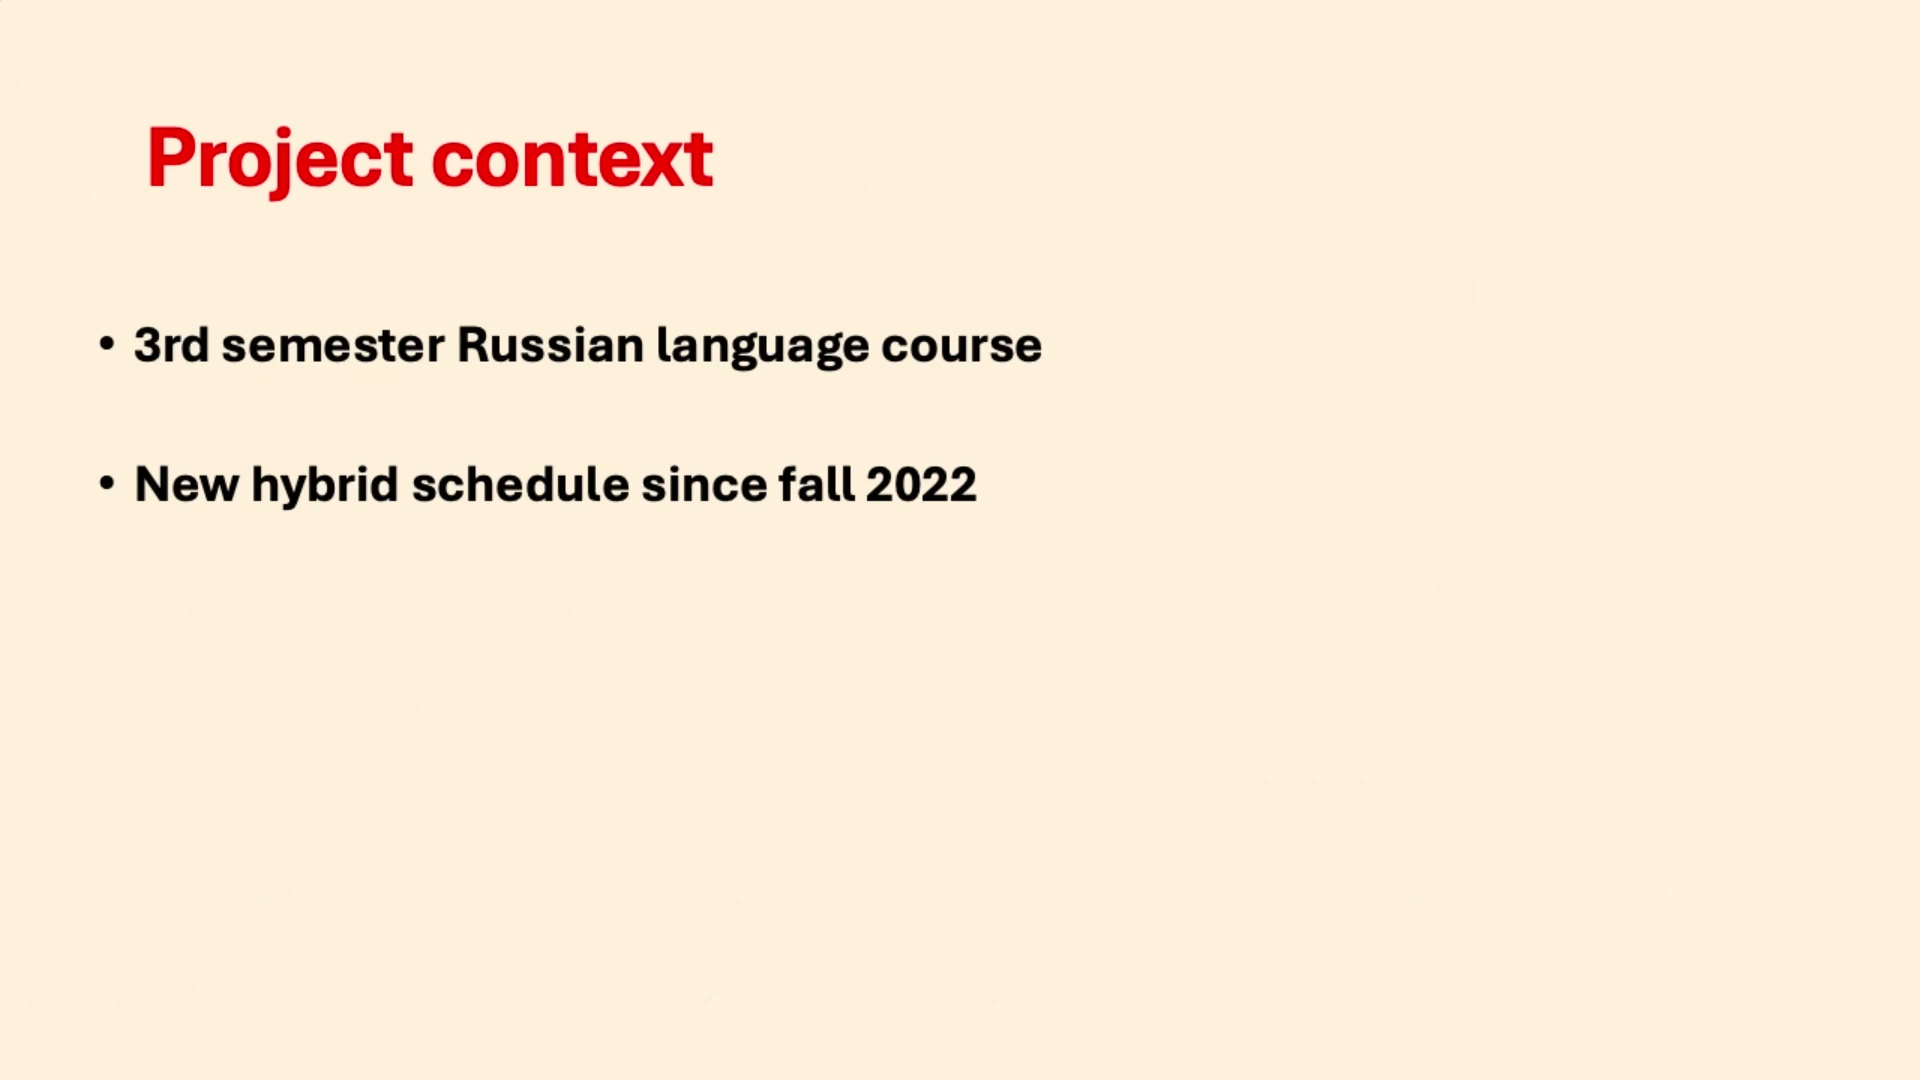 Project context
• 3rd semester Russian language course
• New hybrid schedule since fall 2022